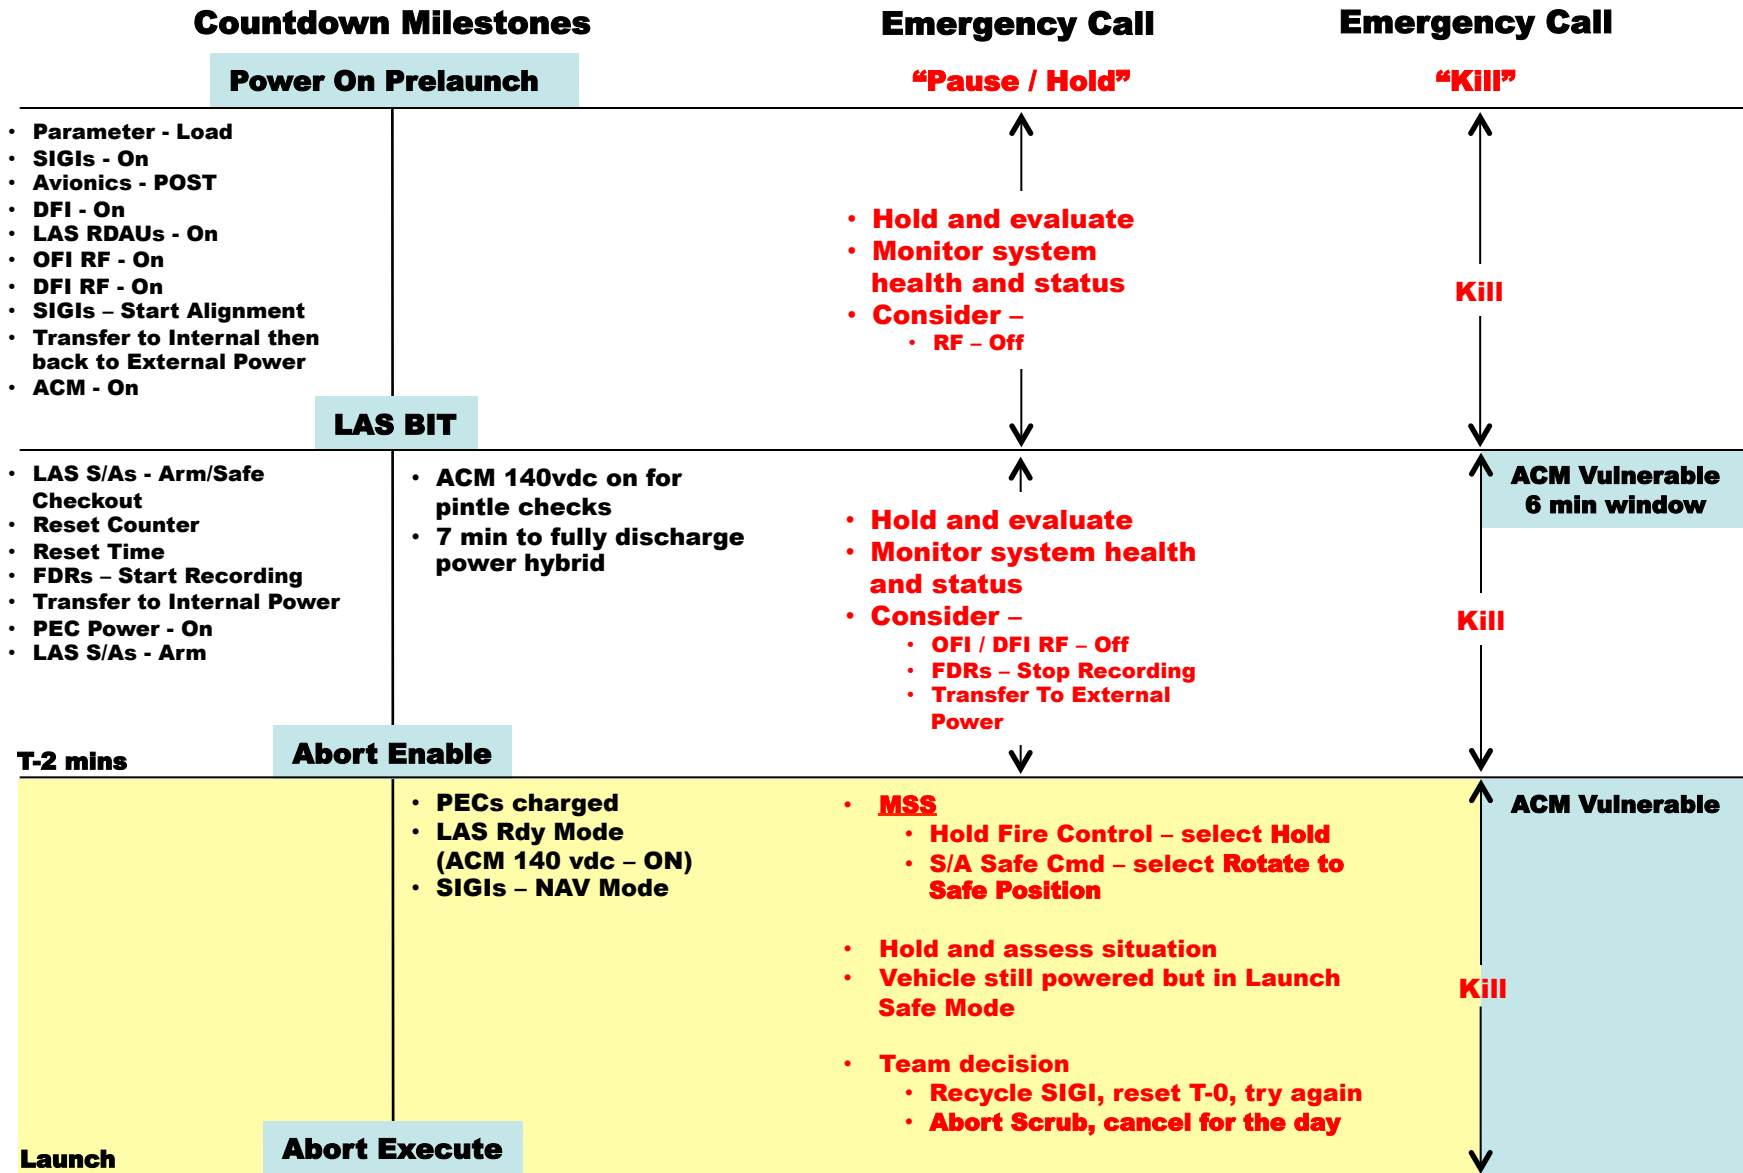 Countdown Milestones
Emergency Call
Emergency Call
Power On Prelaunch
“Pause / Hold”
“Kill”
• Parameter - Load
• SIGIs - On
• Avionics - POST
• DFI - On
• LAS RDAUs - On
• OFI RF - On
• DFI RF - On
• SIGIs – Start Alignment
• Transfer to Internal then
back to External Power
• ACM - On
• Hold and evaluate
• Monitor system
health and status
• Consider –
• RF – Off
Kill
LAS BIT
• LAS S/As - Arm/Safe
Checkout
• Reset Counter
• Reset Time
• FDRs – Start Recording
• Transfer to Internal Power
• PEC Power - On
• LAS S/As - Arm
• ACM 140vdc on for
pintle checks
• 7 min to fully discharge
power hybrid
• Hold and evaluate
• Monitor system health
and status
• Consider –
• OFI / DFI RF – Off
• FDRs – Stop Recording
• Transfer To External
Power
ACM Vulnerable
6 min window
Kill
T-2 mins
Abort Enable
• PECs charged
• LAS Rdy Mode
(ACM 140 vdc – ON)
• SIGIs – NAV Mode
• MSS
• Hold Fire Control – select Hold
• S/A Safe Cmd – select Rotate to
Safe Position
• Hold and assess situation
• Vehicle still powered but in Launch
Safe Mode
• Team decision
• Recycle SIGI, reset T-0, try again
• Abort Scrub, cancel for the day
ACM Vulnerable
Kill
Launch
Abort Execute